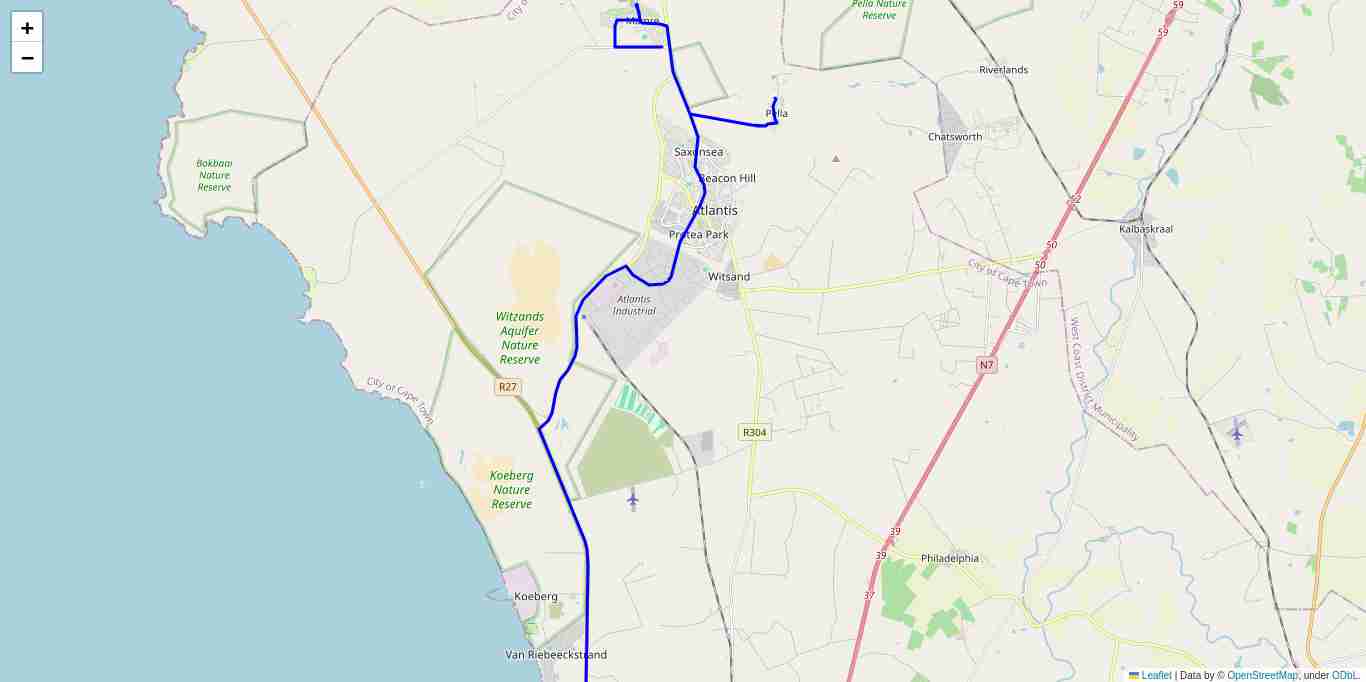 +
−
City of
Pella
Nature
Reserve
59
59
Riverlands
Pella
Chatsworth
Saxonsea
Bokbaai
Nature
Reserve
Beacon Hill
52
Atlantis
Kalbaskraal
Protea Park
50
50
City of Cape Town
Witsand
Atlantis
Industrial
Witzands
Aquifer
Nature
Reserve
West Coast District Municipality
N7
R27
City of Cape Town
R304
Koeberg
Nature
Reserve
39
39
Philadelphia
37
Koeberg
Van Riebeeckstrand
Leaflet | Data by © OpenStreetMap, under ODbL.